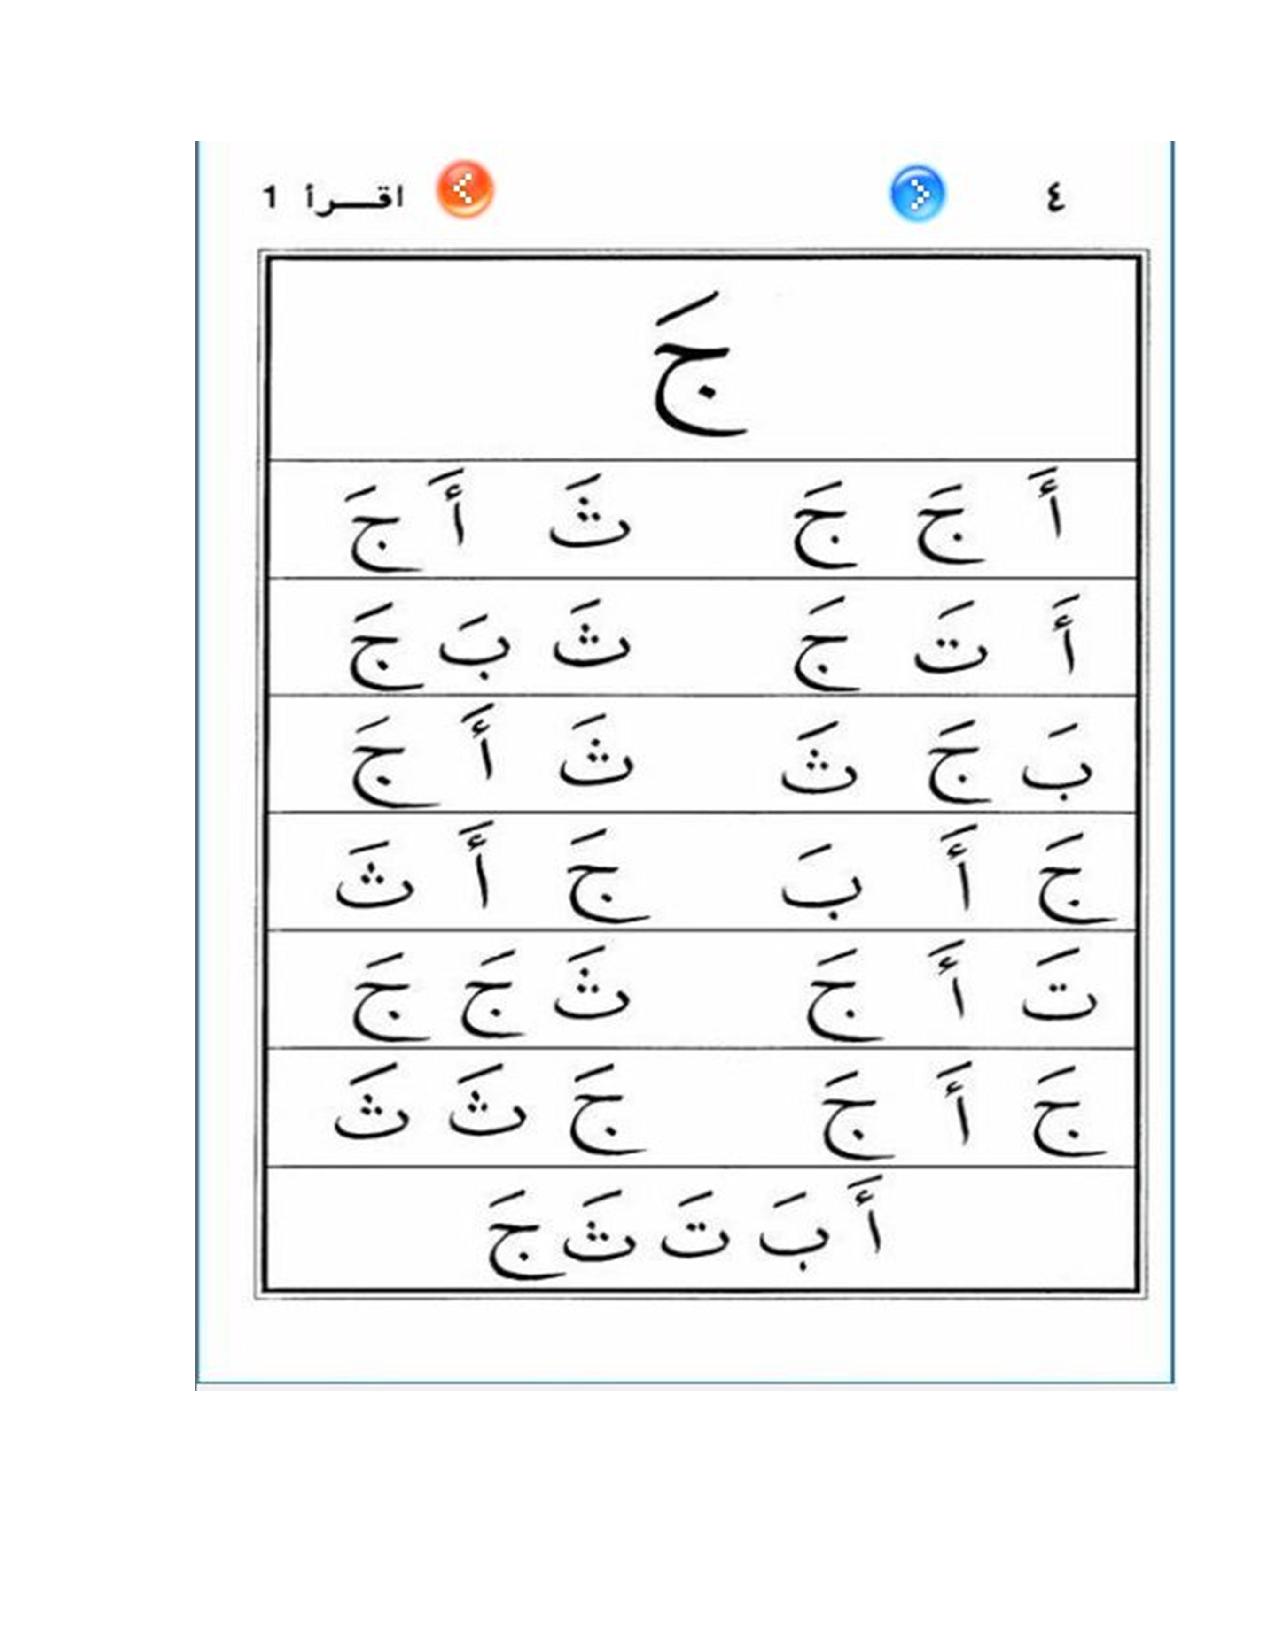 ٤ اقــرأ 1
جَ
أَ جَ جَ ثَ أَ جَ
أَ تَ جَ ثَ بَ جَ
بَ جَ ثَ ثَ أَ جَ
جَ أَ بَ جَ أَ ثَ
تَ أَ جَ ثَ جَ جَ
جَ أَ جَ جَ ثَ ثَ
أَ بَ تَ ثَ جَ